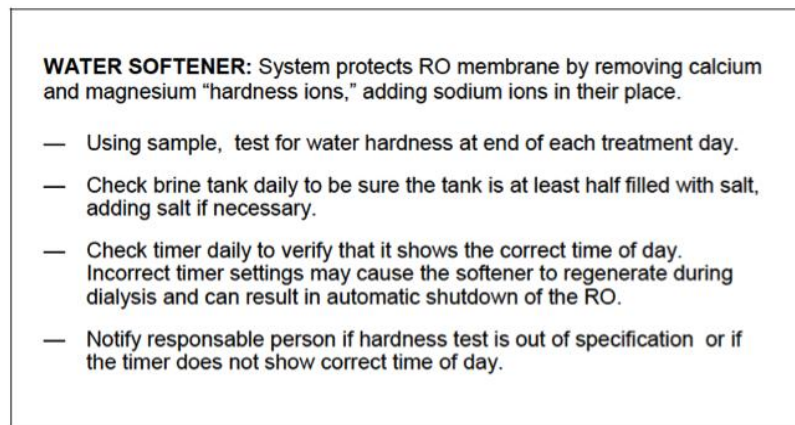 WATER SOFTENER: System protects RO membrane by removing calcium
and magnesium “hardness ions,” adding sodium ions in their place.
— Using sample, test for water hardness at end of each treatment day.
— Check brine tank daily to be sure the tank is at least half filled with salt,
adding salt if necessary.
— Check timer daily to verify that it shows the correct time of day.
Incorrect timer settings may cause the softener to regenerate during
dialysis and can result in automatic shutdown of the RO.
— Notify responsable person if hardness test is out of specification or if
the timer does not show correct time of day.